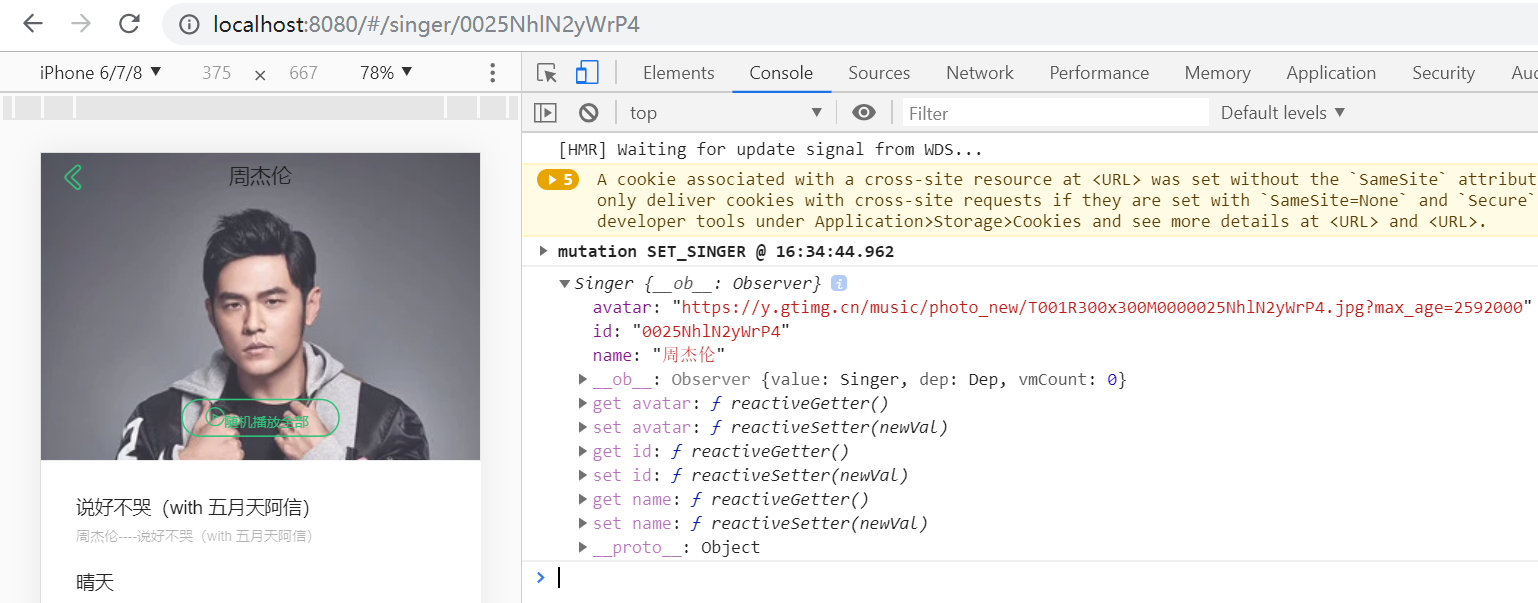 localhost:8080/#/singer/0025NhlN2yWrP4
iPhone 6/7/8 ▼ 375 × 667 78% ▼
Elements Console Sources Network Performance Memory Application Security Auc
top ▼ Filter Default levels ▼
[HMR] Waiting for update signal from WDS...
5 A cookie associated with a cross-site resource at <URL> was set without the `SameSite` attribut
only deliver cookies with cross-site requests if they are set with `SameSite=None` and `Secure`
developer tools under Application>Storage>Cookies and see more details at <URL> and <URL>.
mutation SET_SINGER @ 16:34:44.962
Singer {__ob__: Observer} i
avatar: "https://y.gtimg.cn/music/photo_new/T001R300x300M0000025NhlN2yWrP4.jpg?max_age=2592000"
id: "0025NhlN2yWrP4"
name: "周杰伦"
__ob__: Observer {value: Singer, dep: Dep, vmCount: 0}
get avatar: ƒ reactiveGetter()
set avatar: ƒ reactiveSetter(newVal)
get id: ƒ reactiveGetter()
set id: ƒ reactiveSetter(newVal)
get name: ƒ reactiveGetter()
set name: ƒ reactiveSetter(newVal)
__proto__: Object
周杰伦
随机播放全部
说好不哭（with 五月天阿信）
周杰伦----说好不哭（with 五月天阿信）
晴天